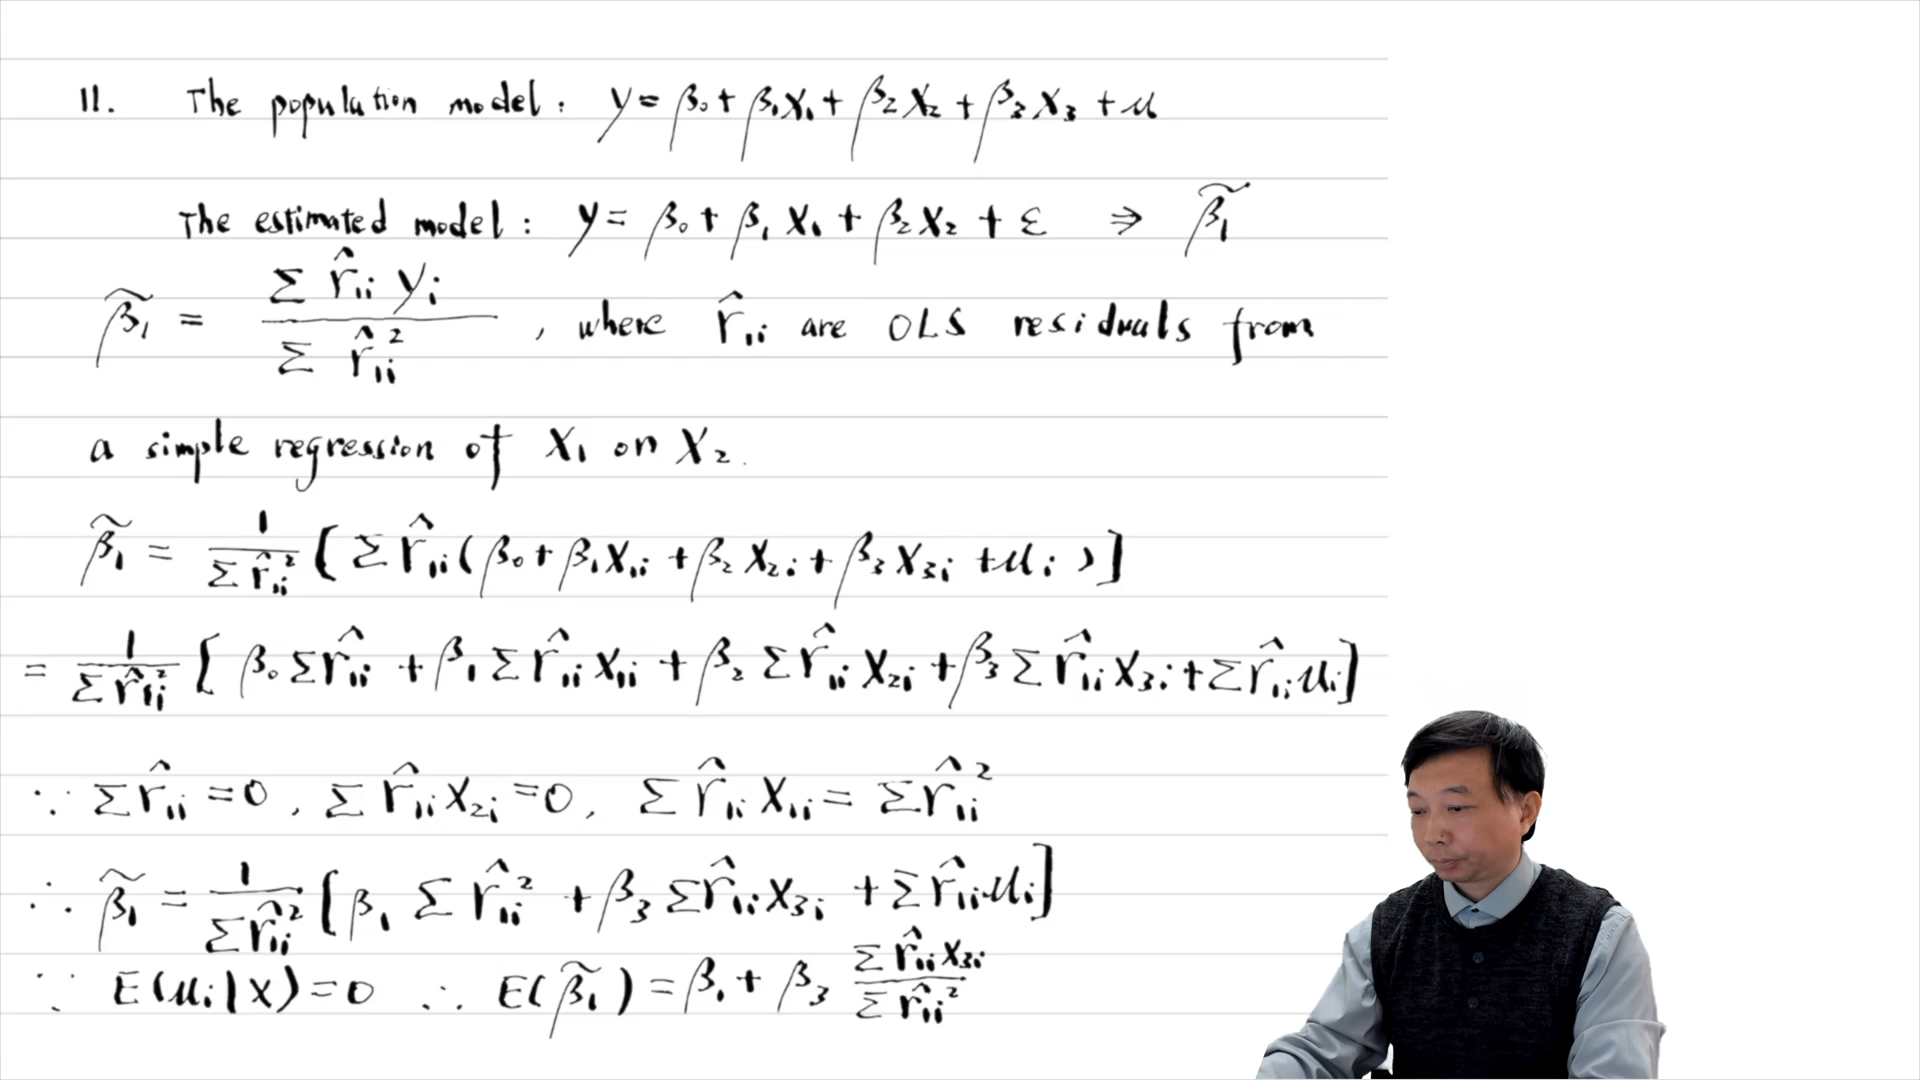 11. The population model: y = β₀ + β₁x₁ + β₂x₂ + β₃x₃ + u
The estimated model: y = β₀ + β₁x₁ + β₂x₂ + ε ⇒ β̃₁
β̃₁ = Σ r̂₁ᵢ yᵢ / Σ r̂₁ᵢ², where r̂₁ᵢ are OLS residuals from
a simple regression of x₁ on x₂.
β̃₁ = 1/Σ r̂₁ᵢ² [Σ r̂₁ᵢ (β₀ + β₁x₁ᵢ + β₂x₂ᵢ + β₃x₃ᵢ + uᵢ)]
= 1/Σ r̂₁ᵢ² [β₀ Σ r̂₁ᵢ + β₁ Σ r̂₁ᵢ x₁ᵢ + β₂ Σ r̂₁ᵢ x₂ᵢ + β₃ Σ r̂₁ᵢ x₃ᵢ + Σ r̂₁ᵢ uᵢ]
∵ Σ r̂₁ᵢ = 0, Σ r̂₁ᵢ x₂ᵢ = 0, Σ r̂₁ᵢ x₁ᵢ = Σ r̂₁ᵢ²
∴ β̃₁ = 1/Σ r̂₁ᵢ² [β₁ Σ r̂₁ᵢ² + β₃ Σ r̂₁ᵢ x₃ᵢ + Σ r̂₁ᵢ uᵢ]
∵ E(uᵢ|X) = 0 ∴ E(β̃₁) = β₁ + β₃ Σ r̂₁ᵢ x₃ᵢ / Σ r̂₁ᵢ²